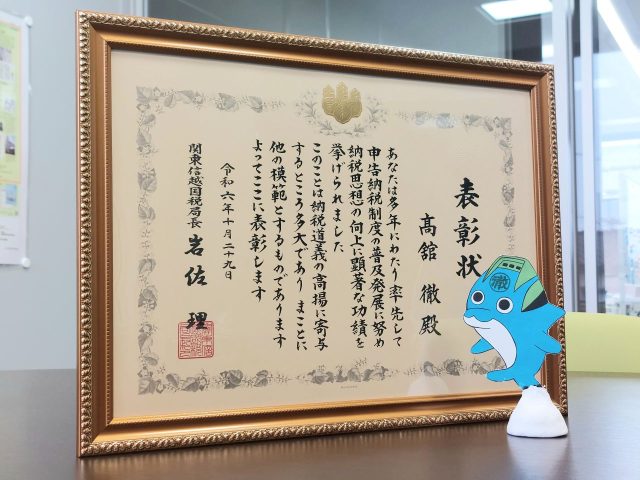 表彰状
髙舘 徹 殿
あなたは多年にわたり率先して
申告納税制度の普及発展に努め
納税思想の向上に顕著な功績を
挙げられました
このことは納税道義の高揚に寄与
するところ多大であり まことに
他の模範とするものであります
よってここに表彰します
令和六年十月二十九日
関東信越国税局長 岩佐 理
徹